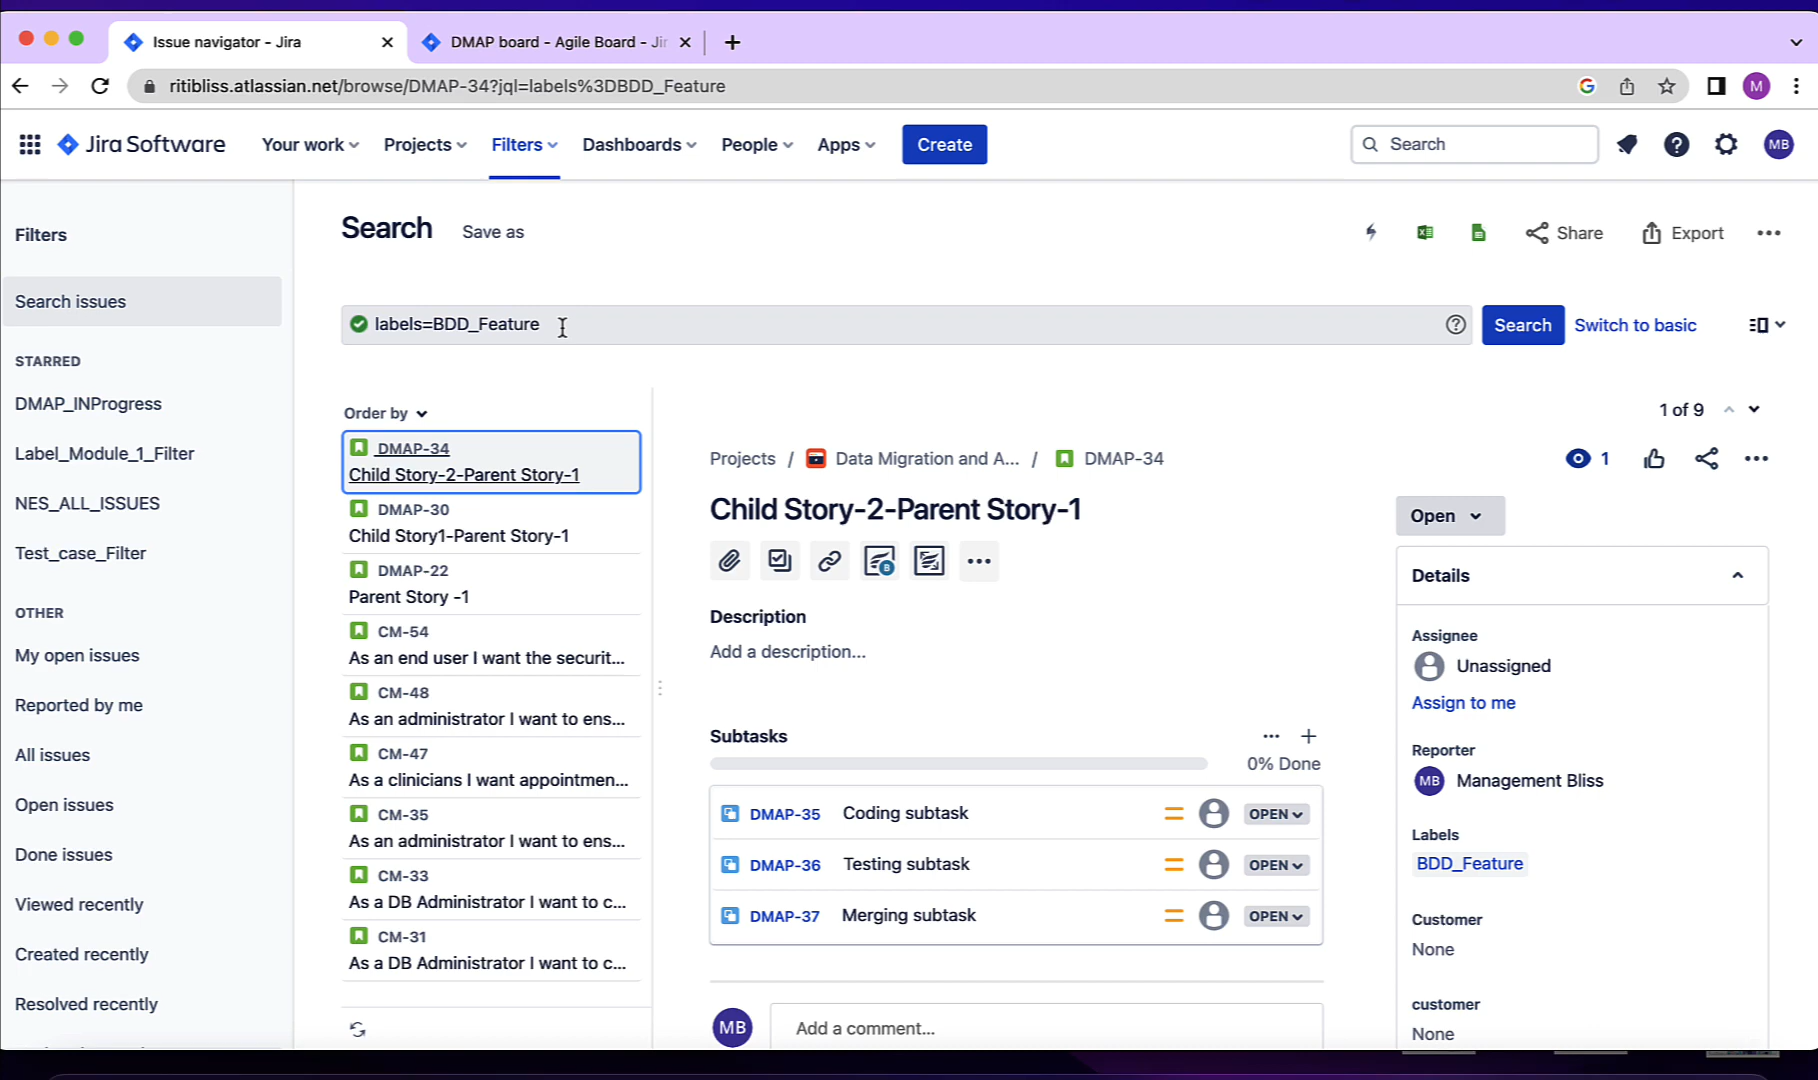 Issue navigator - Jira
DMAP board - Agile Board - Jir
ritibliss.atlassian.net/browse/DMAP-34?jql=labels%3DBDD_Feature
M
Jira Software
Your work
Projects
Filters
Dashboards
People
Apps
Create
Search
MB
Filters
Search issues
STARRED
DMAP_INProgress
Label_Module_1_Filter
NES_ALL_ISSUES
Test_case_Filter
OTHER
My open issues
Reported by me
All issues
Open issues
Done issues
Viewed recently
Created recently
Resolved recently
Search
Save as
Share
Export
labels=BDD_Feature
Search
Switch to basic
Order by
DMAP-34
Child Story-2-Parent Story-1
DMAP-30
Child Story1-Parent Story-1
DMAP-22
Parent Story -1
CM-54
As an end user I want the securit...
CM-48
As an administrator I want to ens...
CM-47
As a clinicians I want appointmen...
CM-35
As an administrator I want to ens...
CM-33
As a DB Administrator I want to c...
CM-31
As a DB Administrator I want to c...
1 of 9
Projects / Data Migration and A... / DMAP-34
1
Child Story-2-Parent Story-1
Description
Add a description...
Subtasks
0% Done
DMAP-35 Coding subtask OPEN
DMAP-36 Testing subtask OPEN
DMAP-37 Merging subtask OPEN
MB
Add a comment...
Open
Details
Assignee
Unassigned
Assign to me
Reporter
MB Management Bliss
Labels
BDD_Feature
Customer
None
customer
None